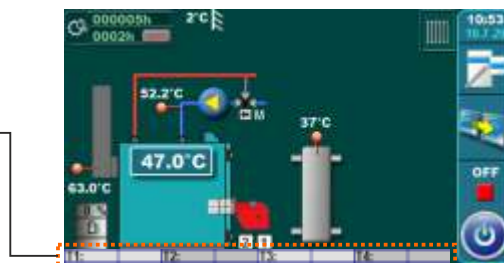 000005h
0002h
2°C
10:53
52.2°C
M
37°C
47.0°C
63.0°C
OFF
T1:
T2:
T3:
T4: